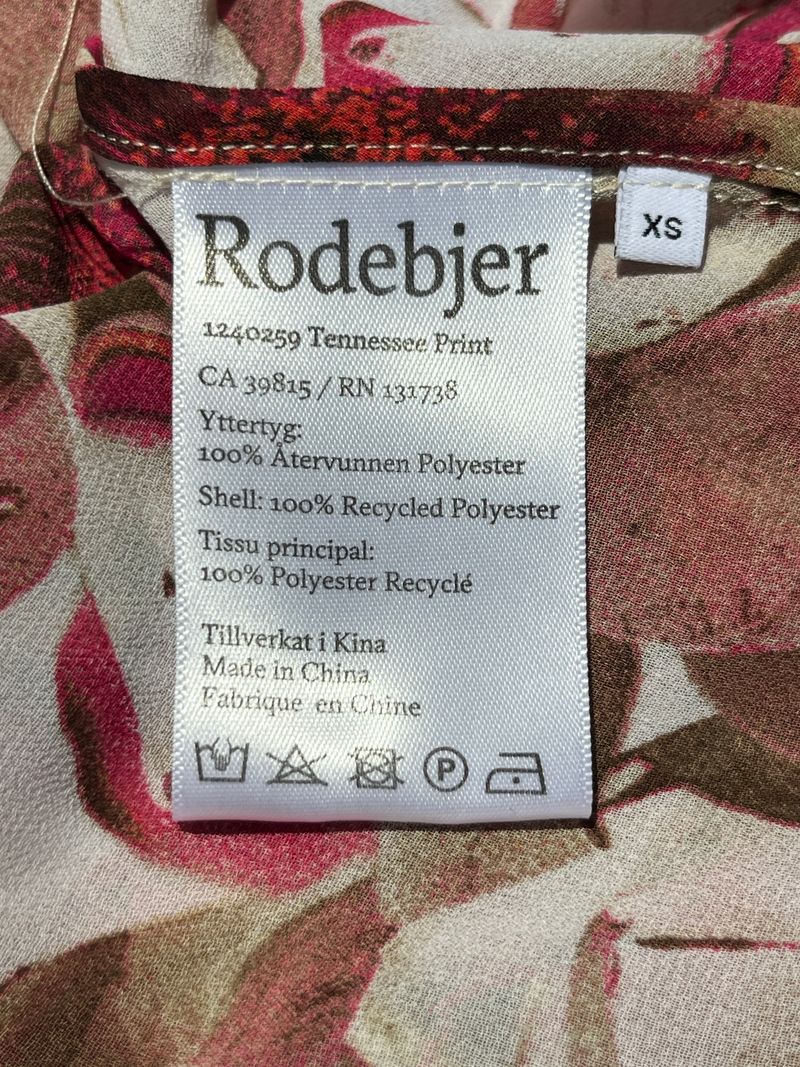 Rodebjer
XS
1240259 Tennessee Print
CA 39815 / RN 131738
Yttertyg:
100% Återvunnen Polyester
Shell: 100% Recycled Polyester
Tissu principal:
100% Polyester Recyclé
Tillverkat i Kina
Made in China
Fabrique en Chine
P